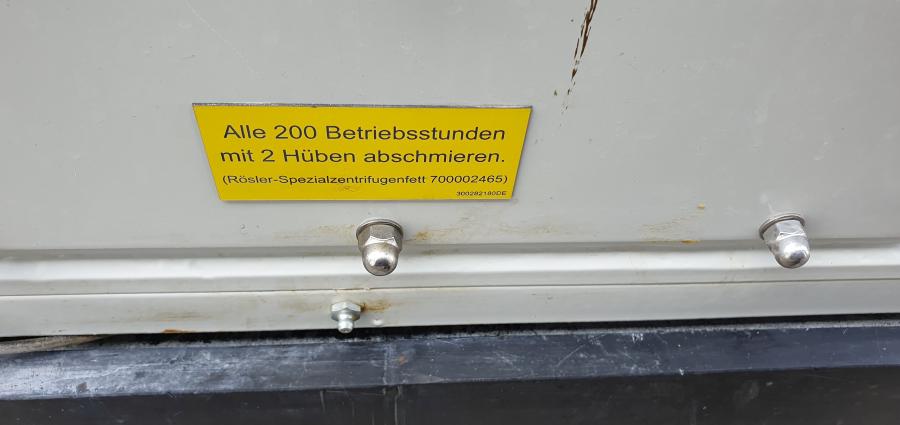 Alle 200 Betriebsstunden
mit 2 Hüben abschmieren.
(Rösler-Spezialzentrifugenfett 700002465)
300282180DE